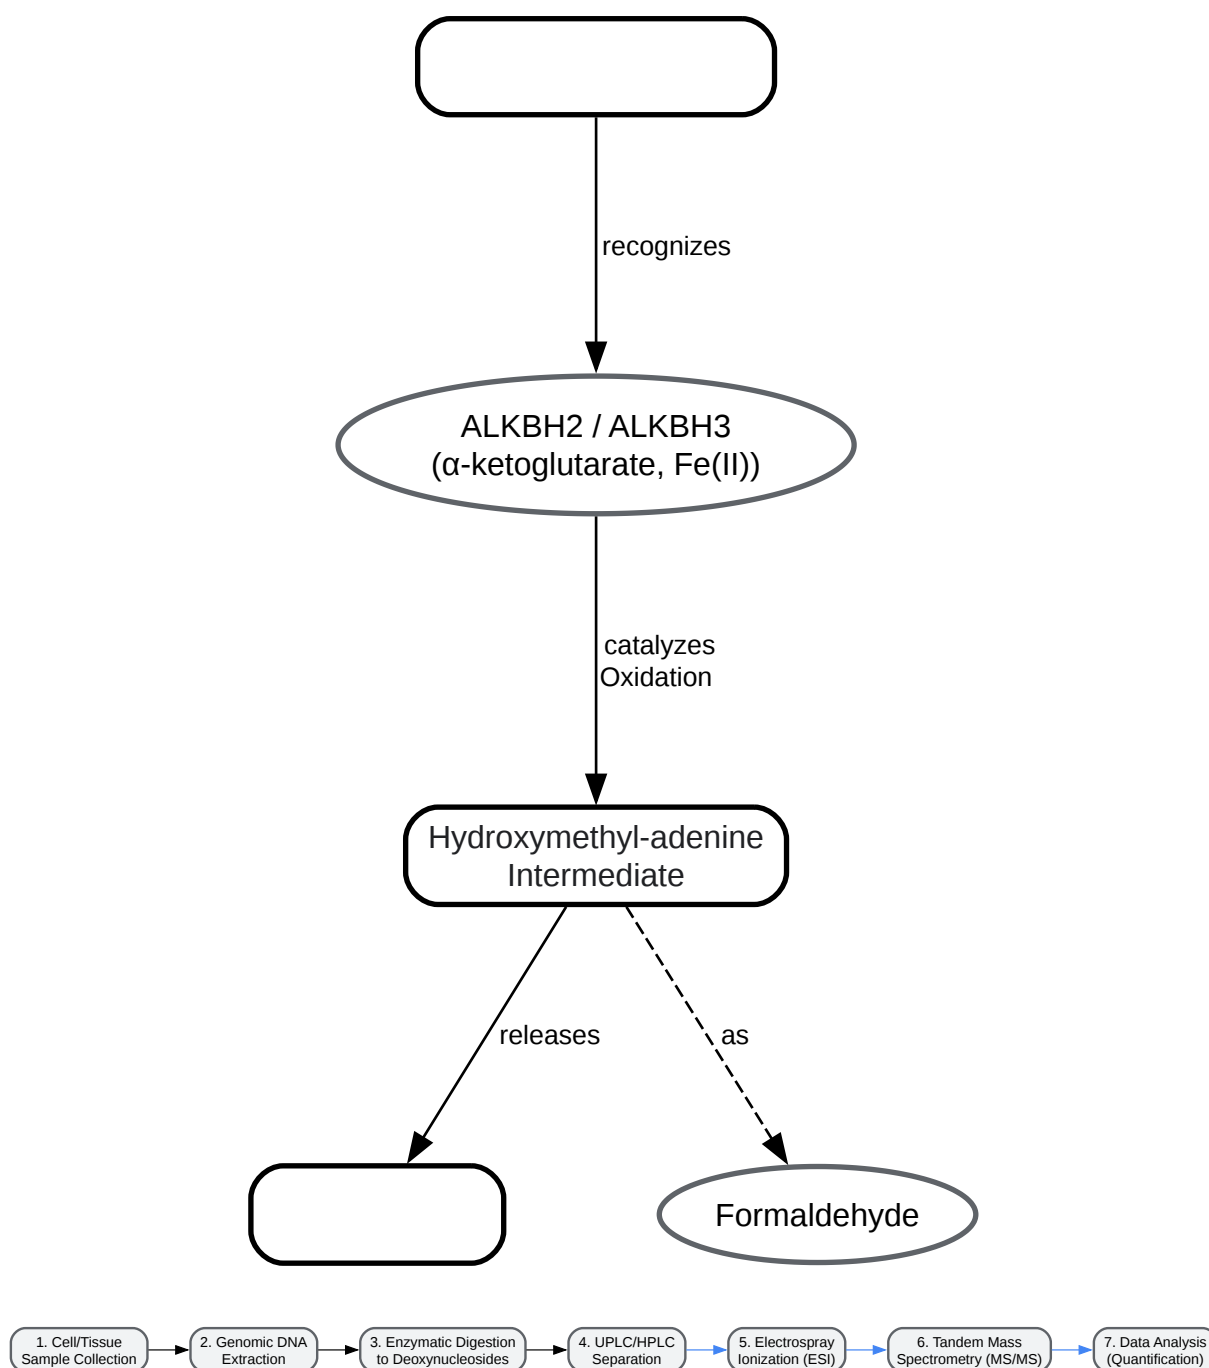 recognizes
ALKBH2 / ALKBH3
(α-ketoglutarate, Fe(II))
catalyzes
Oxidation
Hydroxymethyl-adenine
Intermediate
releases
as
Formaldehyde
1. Cell/Tissue
Sample Collection
2. Genomic DNA
Extraction
3. Enzymatic Digestion
to Deoxynucleosides
4. UPLC/HPLC
Separation
5. Electrospray
Ionization (ESI)
6. Tandem Mass
Spectrometry (MS/MS)
7. Data Analysis
(Quantification)